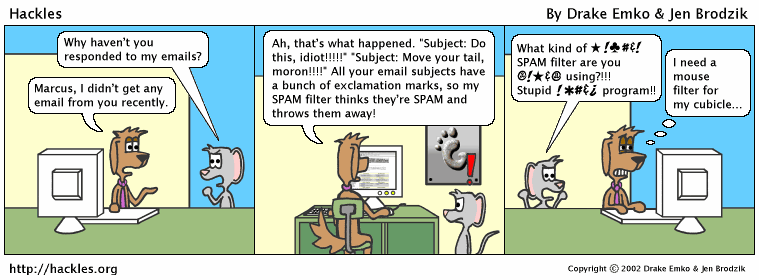 Hackles
By Drake Emko & Jen Brodzik
Why haven't you
responded to my emails?
Marcus, I didn't get any
email from you recently.
Ah, that's what happened. "Subject: Do
this, idiot!!!!!" "Subject: Move your tail,
moron!!!!" All your email subjects have
a bunch of exclamation marks, so my
SPAM filter thinks they're SPAM and
throws them away!
What kind of ★!♣#&!
SPAM filter are you
@!★&@ using?!!!
Stupid !*#&¿ program!!
I need a
mouse
filter for
my cubicle...
http://hackles.org
Copyright © 2002 Drake Emko & Jen Brodzik